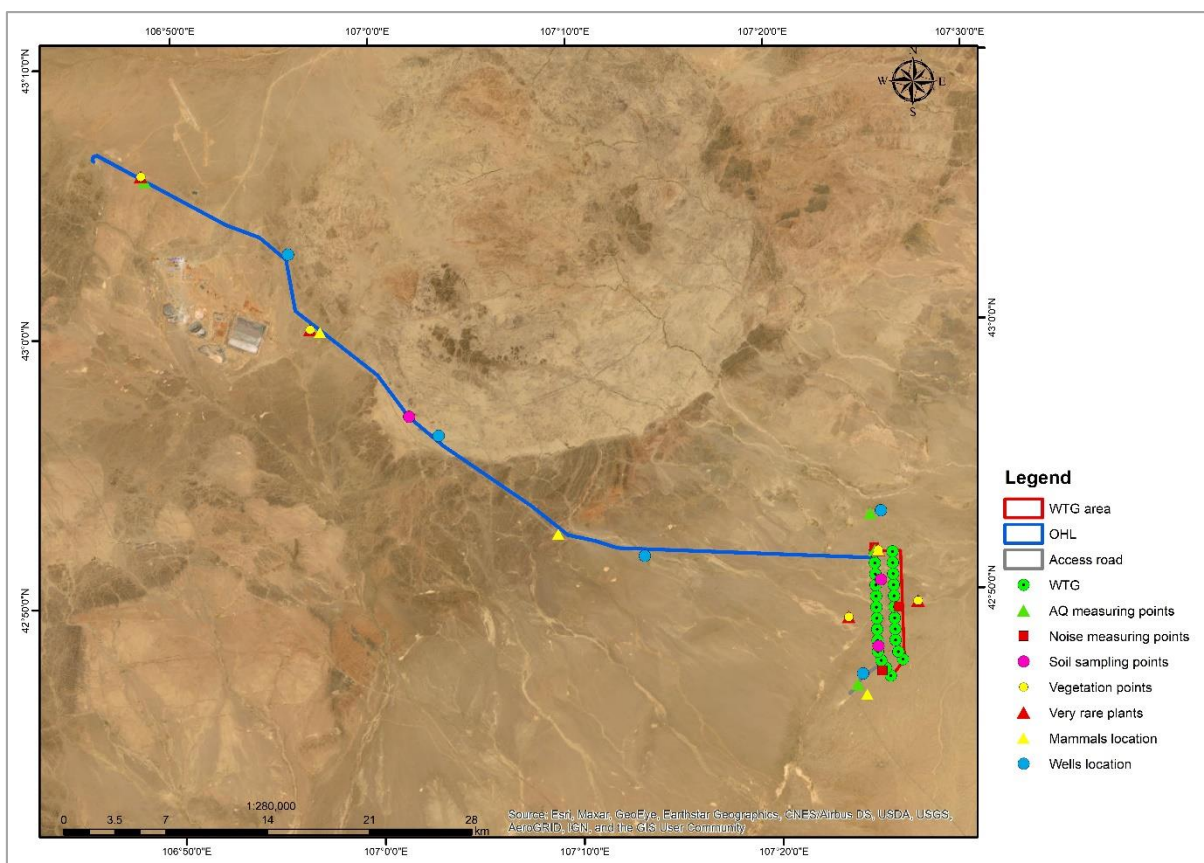 106°50'0"E
107°0'0"E
107°10'0"E
107°20'0"E
107°30'0"E
N
W
E
S
43°10'0"N
43°0'0"N
43°0'0"N
42°50'0"N
42°50'0"N
Legend
WTG area
OHL
Access road
WTG
AQ measuring points
Noise measuring points
Soil sampling points
Vegetation points
Very rare plants
Mammals location
Wells location
1:280,000
0 3.5 7 14 21 28
km
Source: Esri, Maxar, GeoEye, Earthstar Geographics, CNES/Airbus DS, USDA, USGS,
AeroGRID, IGN, and the GIS User Community
106°50'0"E
107°0'0"E
107°10'0"E
107°20'0"E